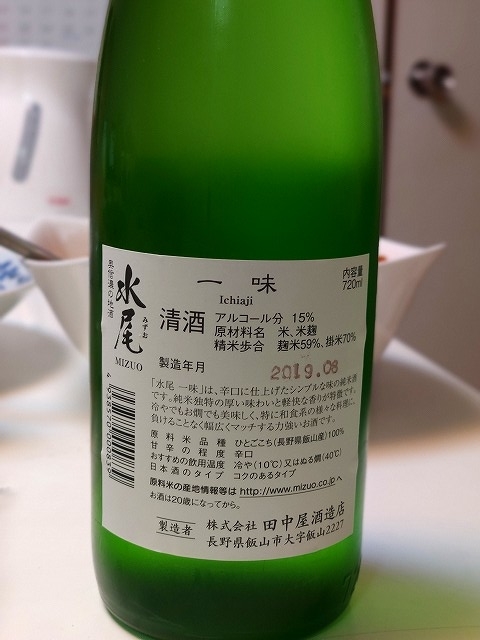 奥信濃の地酒
水尾
みずお
MIZUO
一味
Ichiaji
内容量
720ml
清酒
アルコール分 15%
原材料名 米、米麹
精米歩合 麹米59%、掛米70%
製造年月
2019.08
「水尾 一味」は、辛口に仕上げたシンプルな味の純米酒
です。純米独特の厚い味わいと軽快な香りが特徴です。
冷やでもお燗でも美味しく、特に和食系の様々な料理に、
負けることなく幅広くマッチする力強いお酒です。
原料米品種 ひとごこち(長野県飯山産)100%
甘辛の程度 辛口
おすすめの飲用温度 冷や(10℃)又はぬる燗(40℃)
日本酒のタイプ コクのあるタイプ
原料米の産地情報等は http://www.mizuo.co.jp へ
お酒は20歳になってから。
製造者 株式会社 田中屋酒造店
長野県飯山市大字飯山2227